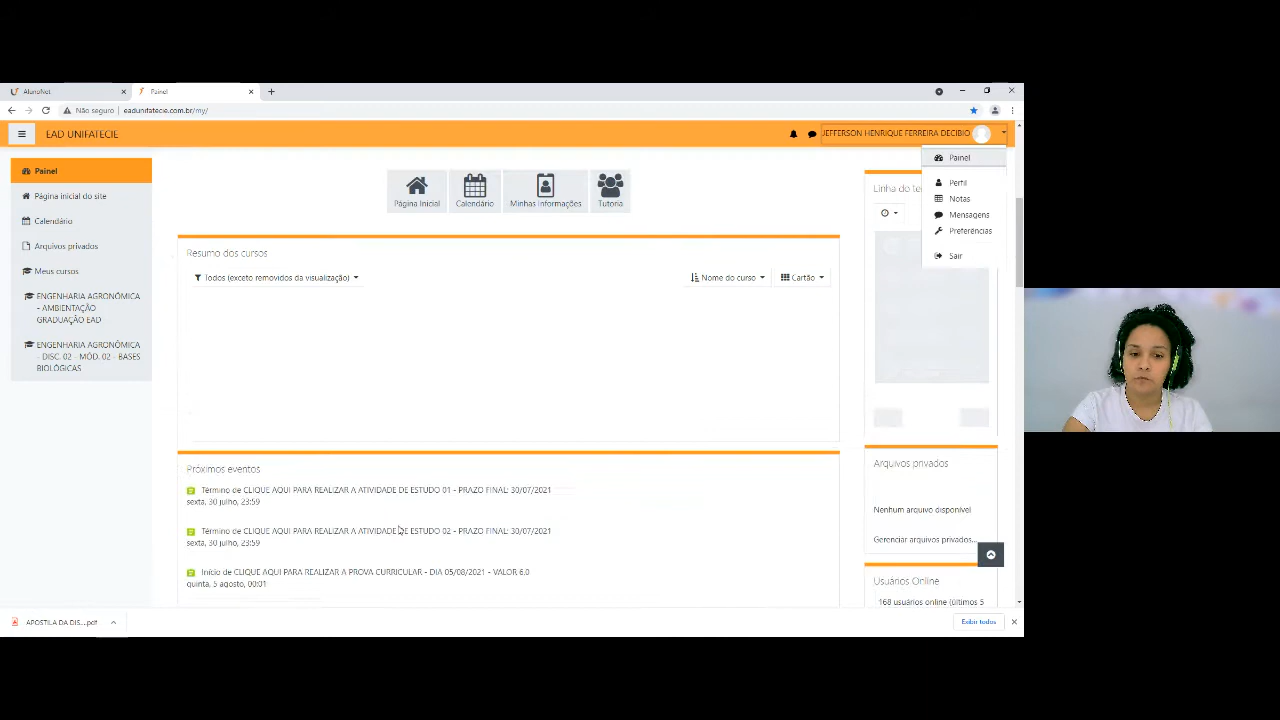 AlunoNet
Painel
Não seguro
eadunifatecie.com.br/my/
EAD UNIFATECIE
JEFFERSON HENRIQUE FERREIRA DECIBIO
Painel
Página inicial do site
Calendário
Arquivos privados
Meus cursos
ENGENHARIA AGRONÔMICA
- AMBIENTAÇÃO
GRADUAÇÃO EAD
ENGENHARIA AGRONÔMICA
- DISC. 02 - MÓD. 02 - BASES
BIOLÓGICAS
Página Inicial
Calendário
Minhas Informações
Tutoria
Resumo dos cursos
Todos (exceto removidos da visualização)
Nome do curso
Cartão
Próximos eventos
Término de CLIQUE AQUI PARA REALIZAR A ATIVIDADE DE ESTUDO 01 - PRAZO FINAL: 30/07/2021
sexta, 30 julho, 23:59
Término de CLIQUE AQUI PARA REALIZAR A ATIVIDADE DE ESTUDO 02 - PRAZO FINAL: 30/07/2021
sexta, 30 julho, 23:59
Início de CLIQUE AQUI PARA REALIZAR A PROVA CURRICULAR - DIA 05/08/2021 - VALOR 6.0
quinta, 5 agosto, 00:01
Linha do te
Painel
Perfil
Notas
Mensagens
Preferências
Sair
Arquivos privados
Nenhum arquivo disponível
Gerenciar arquivos privados...
Usuários Online
168 usuários online (últimos 5
APOSTILA DA DIS....pdf
Exibir todos